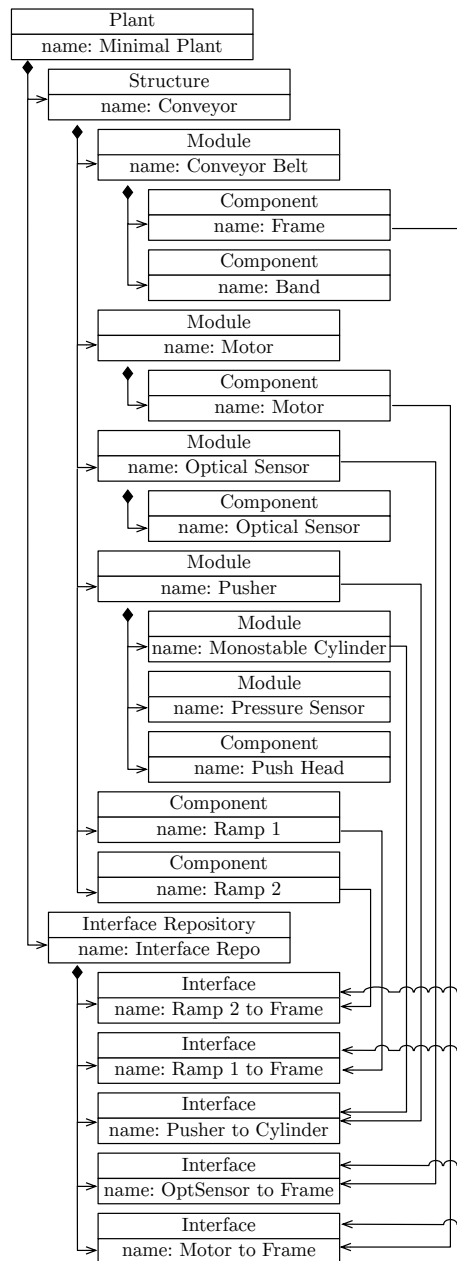 Plant
name: Minimal Plant
Structure
name: Conveyor
Module
name: Conveyor Belt
Component
name: Frame
Component
name: Band
Module
name: Motor
Component
name: Motor
Module
name: Optical Sensor
Component
name: Optical Sensor
Module
name: Pusher
Module
name: Monostable Cylinder
Module
name: Pressure Sensor
Component
name: Push Head
Component
name: Ramp 1
Component
name: Ramp 2
Interface Repository
name: Interface Repo
Interface
name: Ramp 2 to Frame
Interface
name: Ramp 1 to Frame
Interface
name: Pusher to Cylinder
Interface
name: OptSensor to Frame
Interface
name: Motor to Frame